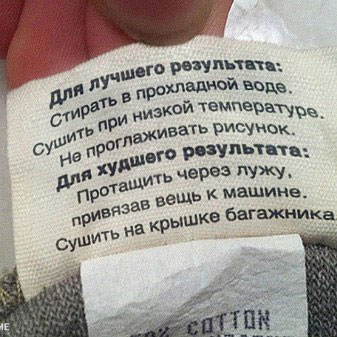 Для лучшего результата:
Стирать в прохладной воде.
Сушить при низкой температуре.
Не проглаживать рисунок.
Для худшего результата:
Протащить через лужу,
привязав вещь к машине.
Сушить на крышке багажника
COTTON